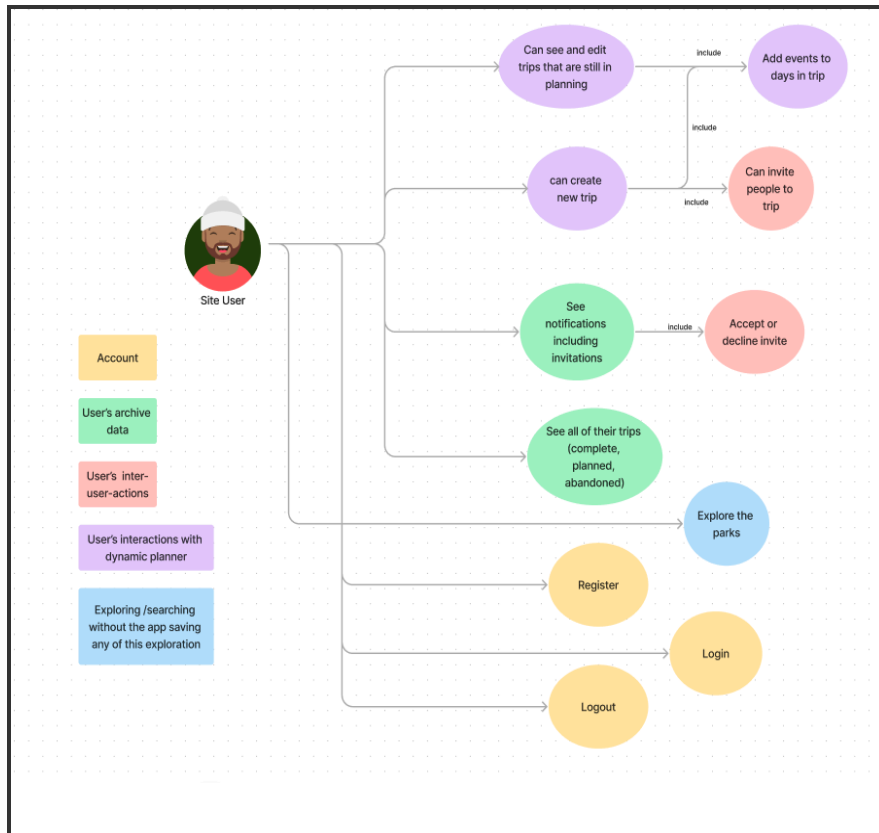 Can see and edit
trips that are still in
planning
include
Add events to
days in trip
include
can create
new trip
include
Can invite
people to
trip
Site User
See
notifications
including
invitations
include
Accept or
decline invite
Account
User's archive
data
See all of their trips
(complete,
planned,
abandoned)
User's inter-
user-actions
Explore the
parks
User's interactions with
dynamic planner
Register
Exploring /searching
without the app saving
any of this exploration
Login
Logout